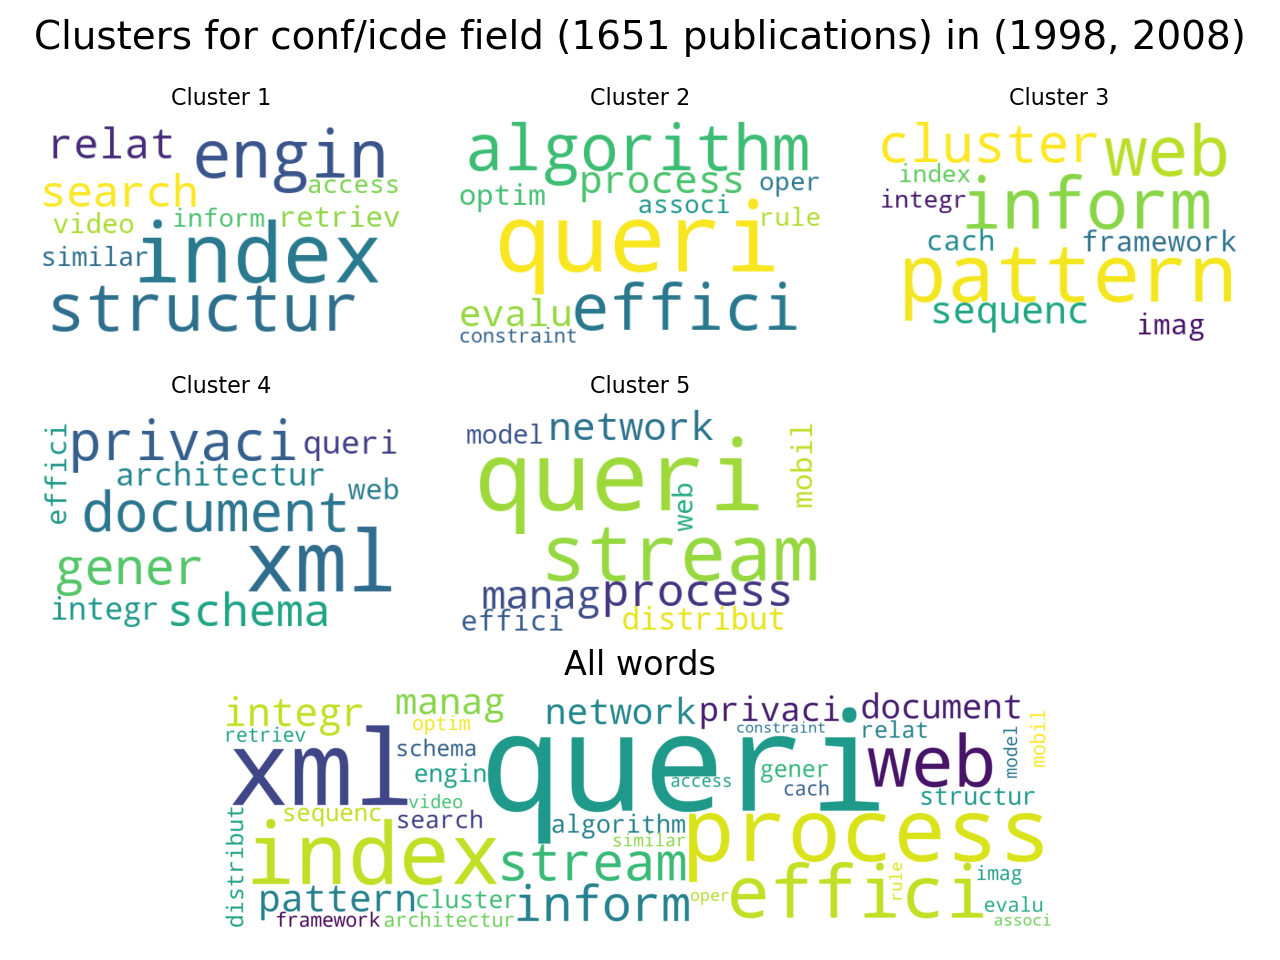 Clusters for conf/icde field (1651 publications) in (1998, 2008)
Cluster 1
relat engin
search access
video inform retriev
similar index
structur
Cluster 2
algorithm
optim process oper
associ rule
queri
evalu effici
constraint
Cluster 3
cluster web
index
integr inform
cach framework
pattern
sequenc imag
Cluster 4
effici privaci queri
architectur web
document
gener xml
integr schema
Cluster 5
model network mobil
queri web
stream
manag process
effici distribut
All words
integr manag network privaci document
retriev optim constraint relat model mobil
xml schema queri web
engin access gener cach structur
sequenc video
distribut search algorithm process
index similar
stream effici rule imag
pattern cluster inform oper evalu
framework architectur associ